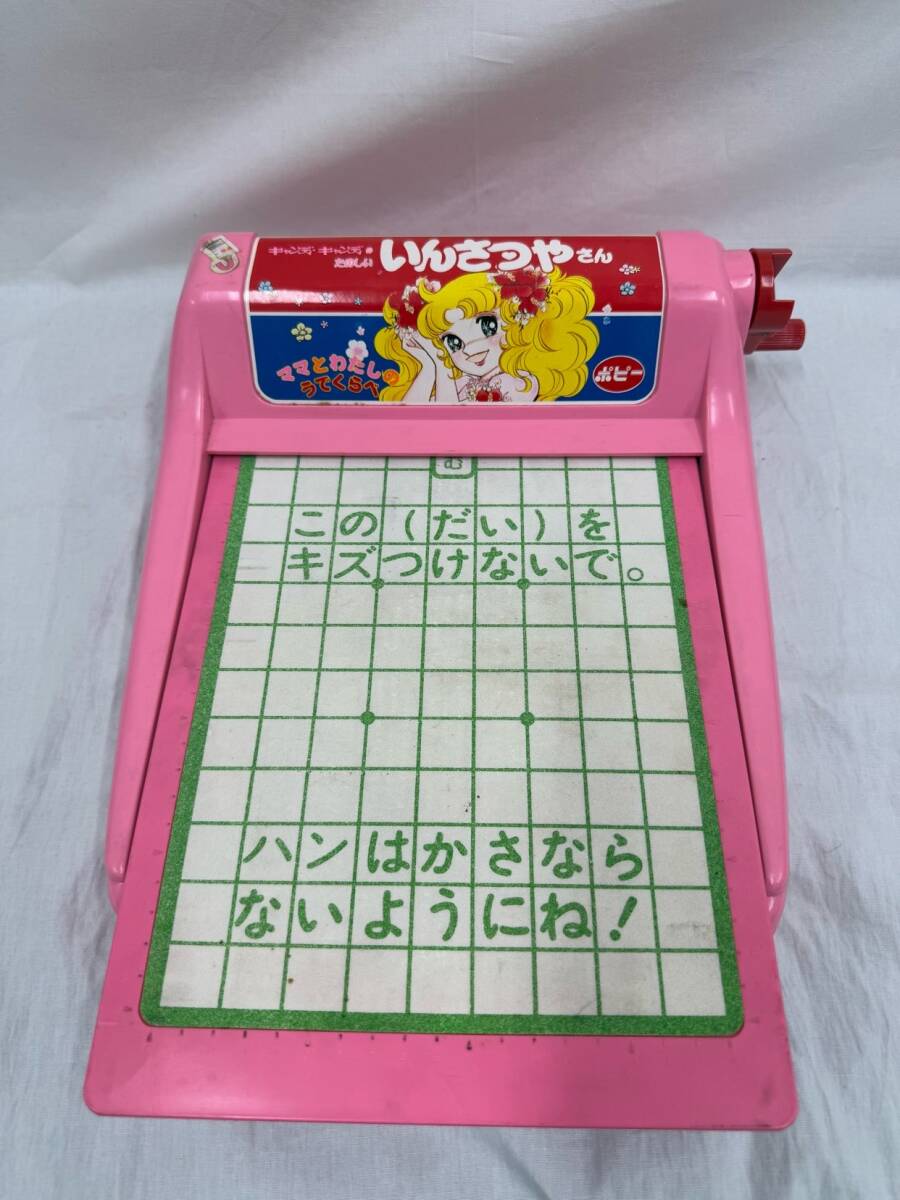 キャンディ・キャンディの
たのしい
いんさつやさん
ママとわたしの
うでくらべ
ポピー
む
この(だい)を
キズつけないで。
ハンはかさなら
ないようにね!